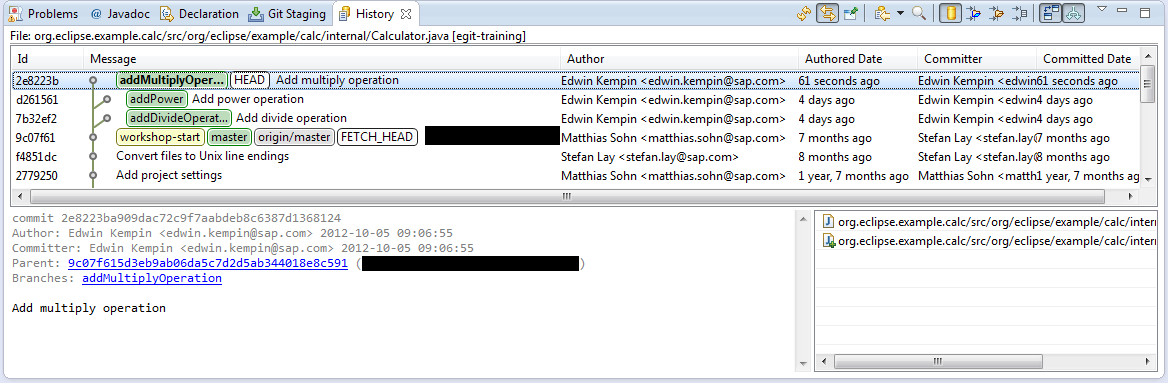 Problems @ Javadoc Declaration Git Staging History
File: org.eclipse.example.calc/src/org/eclipse/example/calc/internal/Calculator.java [egit-training]
Id Message Author Authored Date Committer Committed Date
2e8223b addMultiplyOper... HEAD Add multiply operation Edwin Kempin <edwin.kempin@sap.com> 61 seconds ago Edwin Kempin <edwin 61 seconds ago
d261561 addPower Add power operation Edwin Kempin <edwin.kempin@sap.com> 4 days ago Edwin Kempin <edwin 4 days ago
7b32ef2 addDivideOperat... Add divide operation Edwin Kempin <edwin.kempin@sap.com> 4 days ago Edwin Kempin <edwin 4 days ago
9c07f61 workshop-start master origin/master FETCH_HEAD Matthias Sohn <matthias.sohn@sap.com> 7 months ago Stefan Lay <stefan.lay@ 7 months ago
f4851dc Convert files to Unix line endings Stefan Lay <stefan.lay@sap.com> 8 months ago Stefan Lay <stefan.lay@ 8 months ago
2779250 Add project settings Matthias Sohn <matthias.sohn@sap.com> 1 year, 7 months ago Matthias Sohn <matth 1 year, 7 months ago
commit 2e8223ba909dac72c9f7aabdeb8c6387d1368124
Author: Edwin Kempin <edwin.kempin@sap.com> 2012-10-05 09:06:55
Committer: Edwin Kempin <edwin.kempin@sap.com> 2012-10-05 09:06:55
Parent: 9c07f615d3eb9ab06da5c7d2d5ab344018e8c591 ( )
Branches: addMultiplyOperation
Add multiply operation
org.eclipse.example.calc/src/org/eclipse/example/calc/inter
org.eclipse.example.calc/src/org/eclipse/example/calc/inter